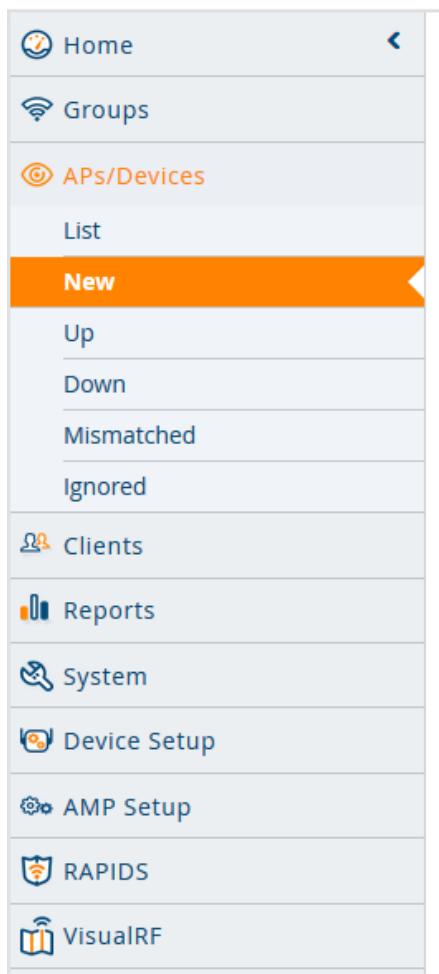 Home
Groups
APs/Devices
List
New
Up
Down
Mismatched
Ignored
Clients
Reports
System
Device Setup
AMP Setup
RAPIDS
VisualRF